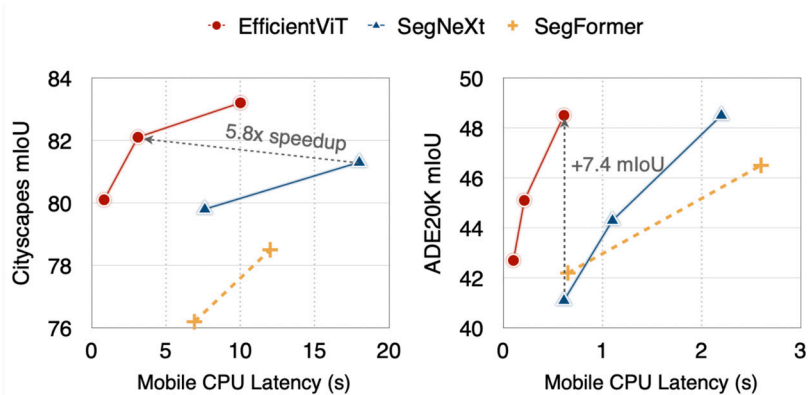 EfficientViT SegNeXt SegFormer
84
82
80
78
76
0 5 10 15 20
Cityscapes mIoU
Mobile CPU Latency (s)
5.8x speedup
50
48
46
44
42
40
0 1 2 3
ADE20K mIoU
Mobile CPU Latency (s)
+7.4 mIoU